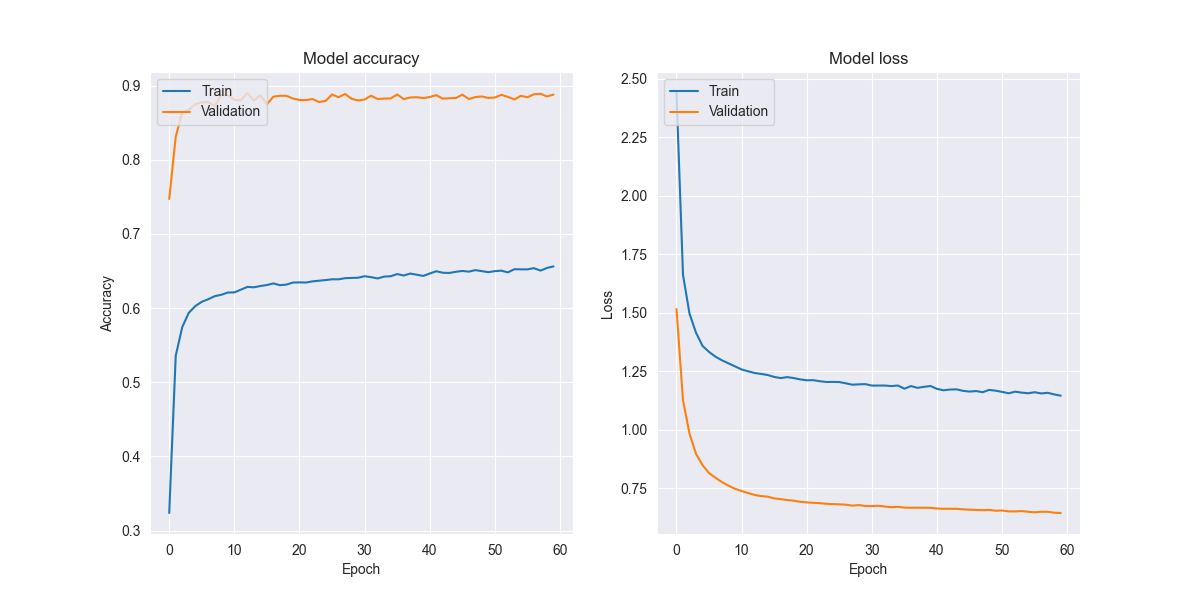 Model accuracy
Train
Validation
0.9
0.8
0.7
0.6
0.5
0.4
0.3
Accuracy
0 10 20 30 40 50 60
Epoch
Model loss
Train
Validation
2.50
2.25
2.00
1.75
1.50
1.25
1.00
0.75
Loss
0 10 20 30 40 50 60
Epoch